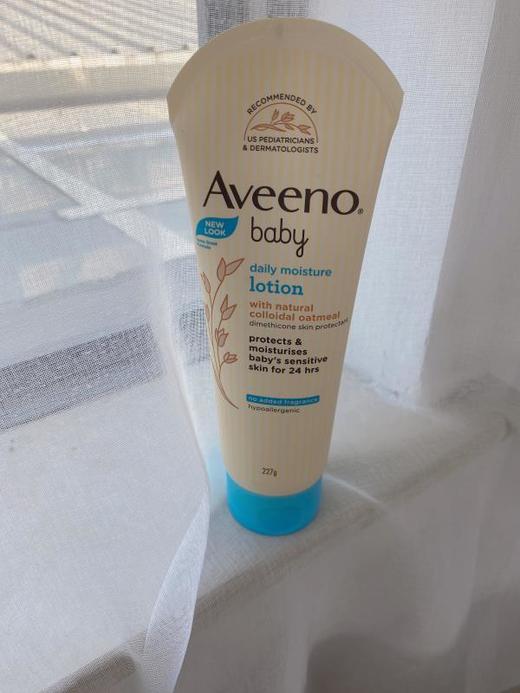 RECOMMENDED BY
US PEDIATRICIANS
& DERMATOLOGISTS
Aveeno®
NEW
LOOK
baby
daily moisture
lotion
with natural
colloidal oatmeal
dimethicone skin protectant
protects &
moisturises
baby's sensitive
skin for 24 hrs
no added fragrance
hypoallergenic
227g